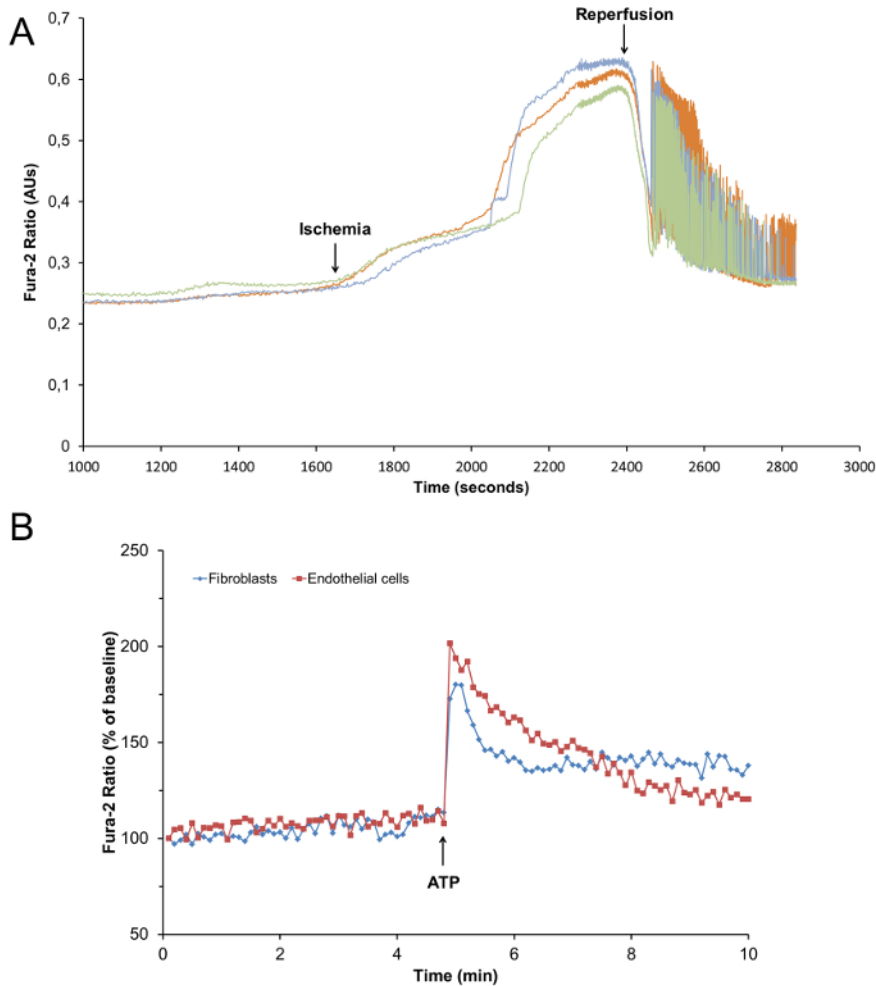 A
Fura-2 Ratio (AUs)
0,7
0,6
0,5
0,4
0,3
0,2
0,1
0
Reperfusion
Ischemia
1000 1200 1400 1600 1800 2000 2200 2400 2600 2800 3000
Time (seconds)
B
Fura-2 Ratio (% of baseline)
250
200
150
100
50
Fibroblasts Endothelial cells
ATP
0 2 4 6 8 10
Time (min)